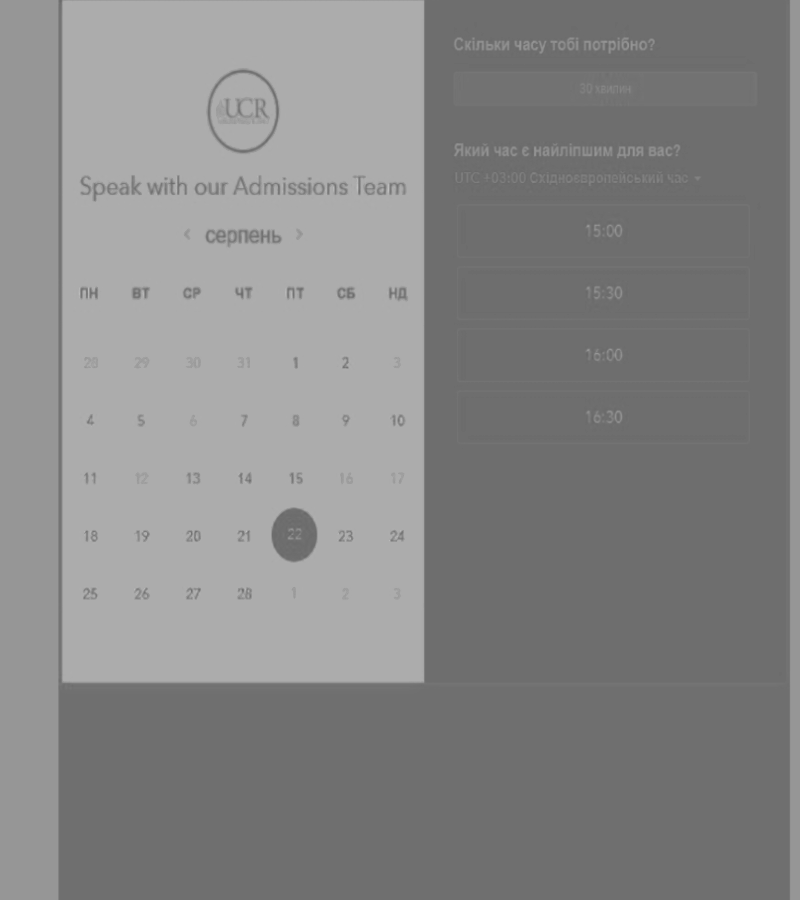 UCR
Speak with our Admissions Team
< серпень >
ПН ВТ СР ЧТ ПТ СБ НД
28 29 30 31 1 2 3
4 5 6 7 8 9 10
11 12 13 14 15 16 17
18 19 20 21 22 23 24
25 26 27 28 1 2 3
Скільки часу тобі потрібно?
30 хвилин
Який час є найліпшим для вас?
UTC +03:00 Східноєвропейський час
15:00
15:30
16:00
16:30